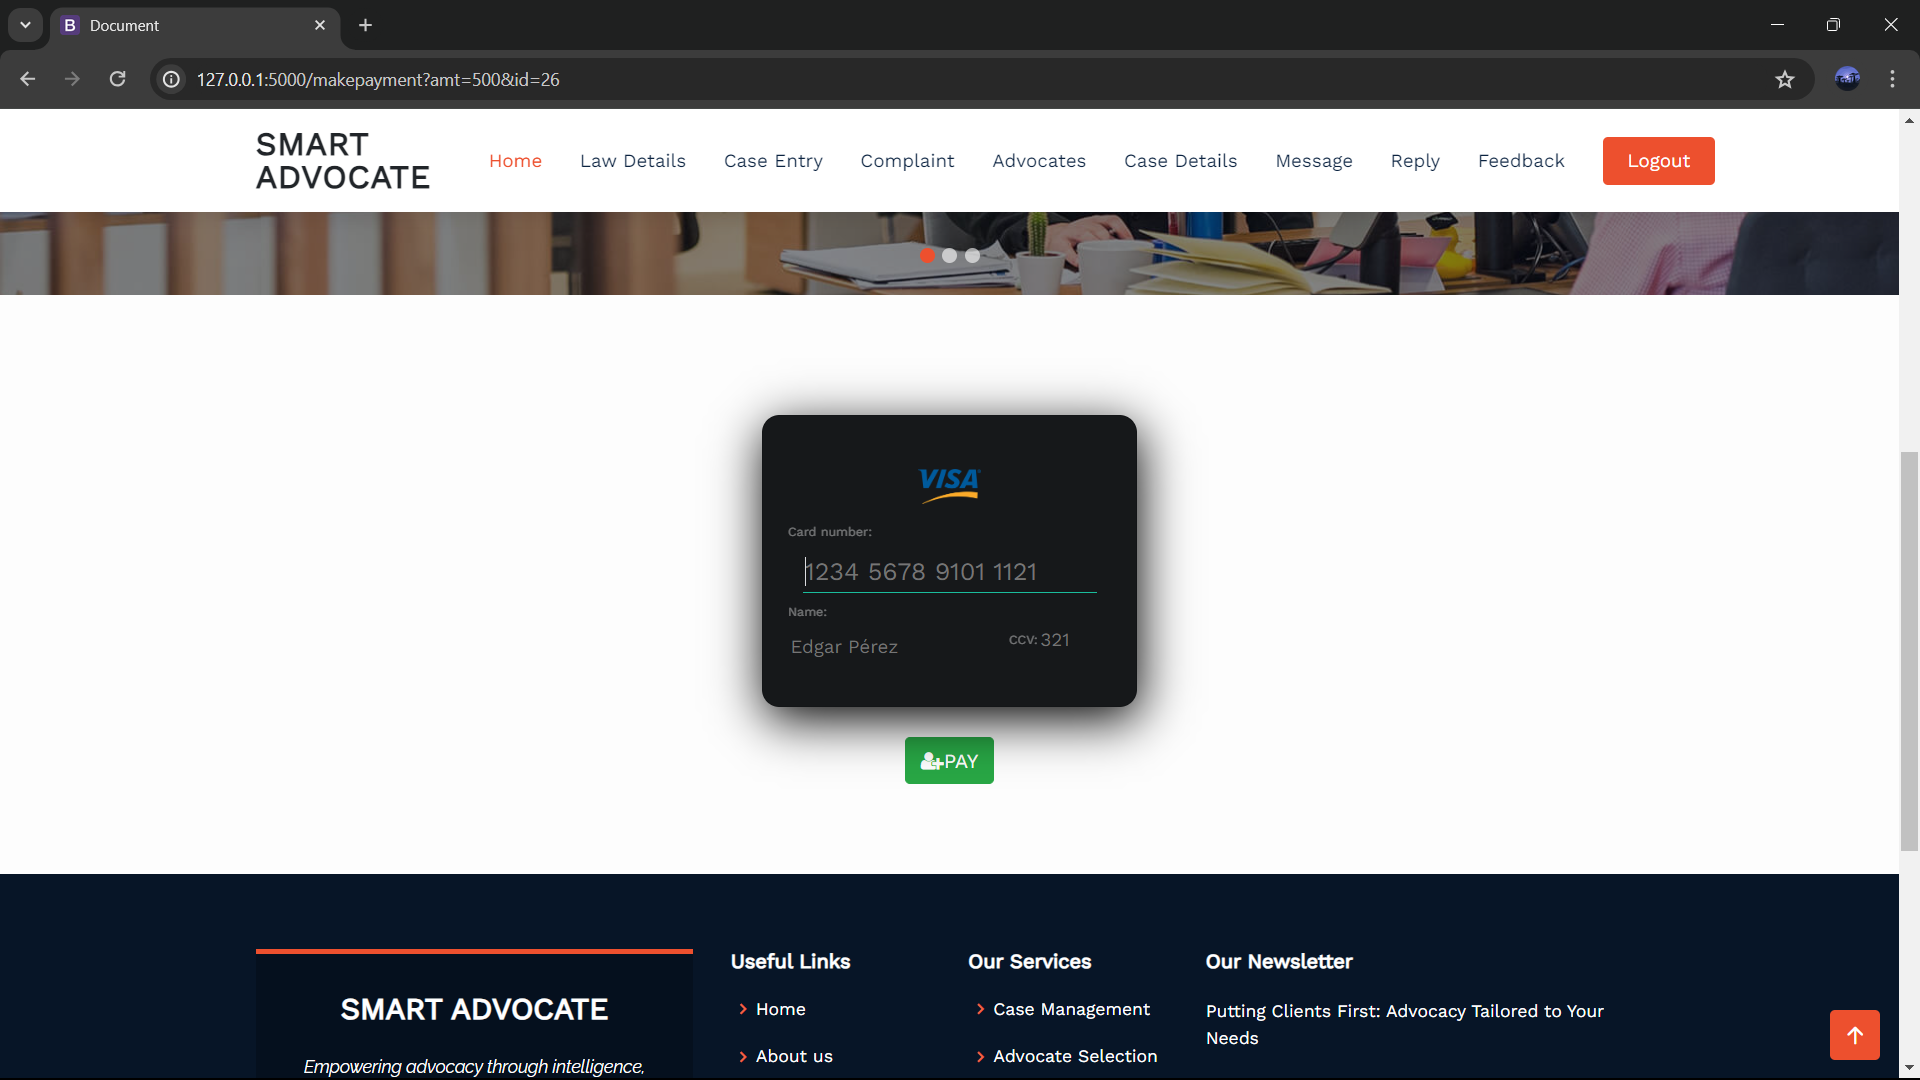 Document
127.0.0.1:5000/makepayment?amt=500&id=26
SMART
ADVOCATE
Home
Law Details
Case Entry
Complaint
Advocates
Case Details
Message
Reply
Feedback
Logout
VISA
Card number:
1234 5678 9101 1121
Name:
Edgar Pérez
CCV: 321
PAY
SMART ADVOCATE
Empowering advocacy through intelligence,
Useful Links
Home
About us
Our Services
Case Management
Advocate Selection
Our Newsletter
Putting Clients First: Advocacy Tailored to Your
Needs